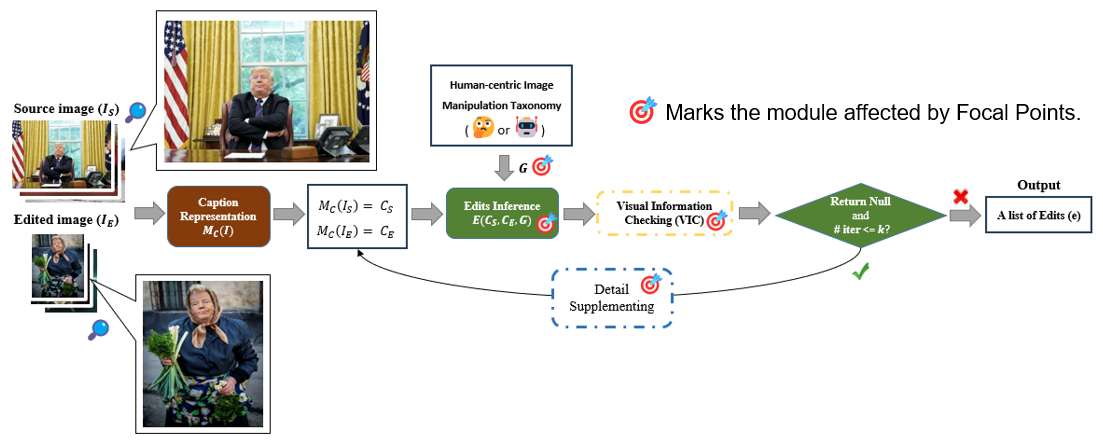 Source image (I_S)
Edited image (I_E)
Caption
Representation
M_C(I)
M_C(I_S) = C_S
M_C(I_E) = C_E
Human-centric Image
Manipulation Taxonomy
( or )
G
Edits Inference
E(C_S, C_E, G)
Visual Information
Checking (VIC)
Return Null
and
# iter <= k?
Output
A list of Edits (e)
Detail
Supplementing
Marks the module affected by Focal Points.